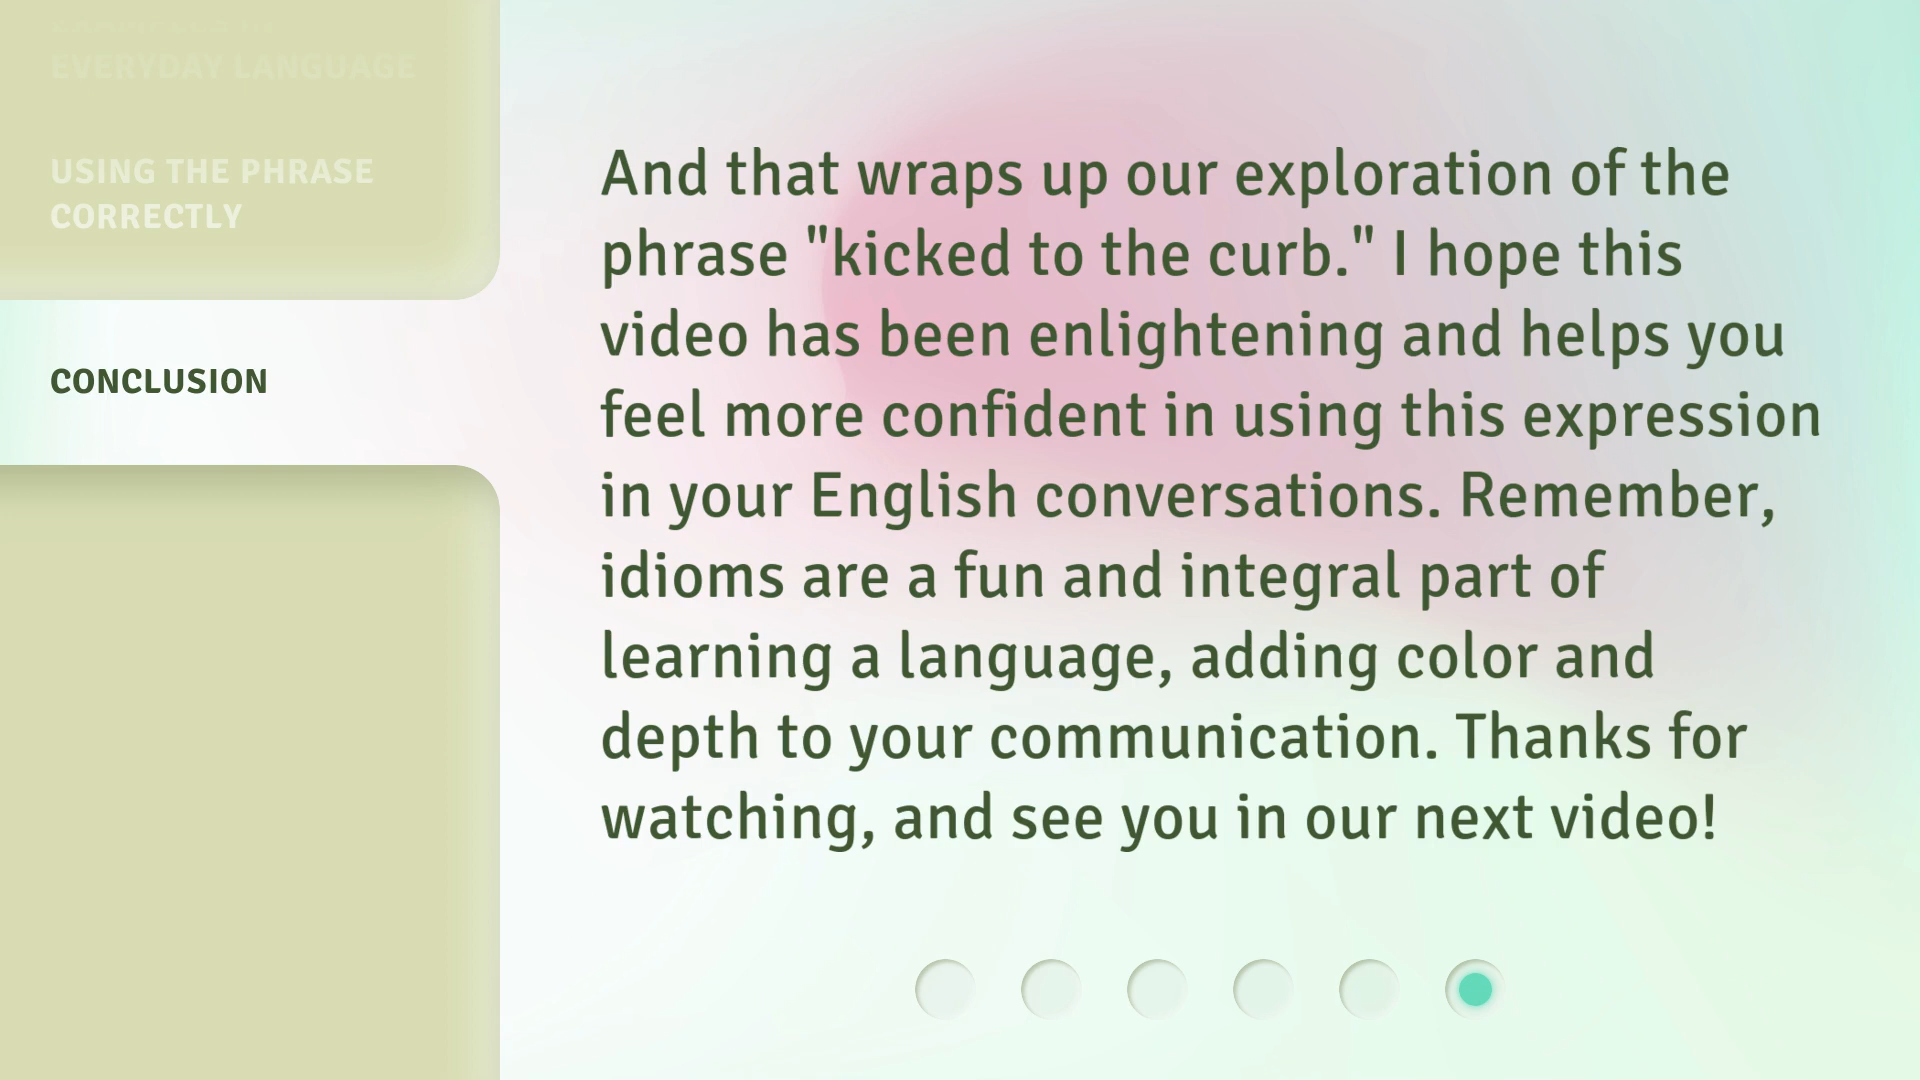 EVERYDAY LANGUAGE
USING THE PHRASE
CORRECTLY
CONCLUSION
And that wraps up our exploration of the
phrase "kicked to the curb." I hope this
video has been enlightening and helps you
feel more confident in using this expression
in your English conversations. Remember,
idioms are a fun and integral part of
learning a language, adding color and
depth to your communication. Thanks for
watching, and see you in our next video!